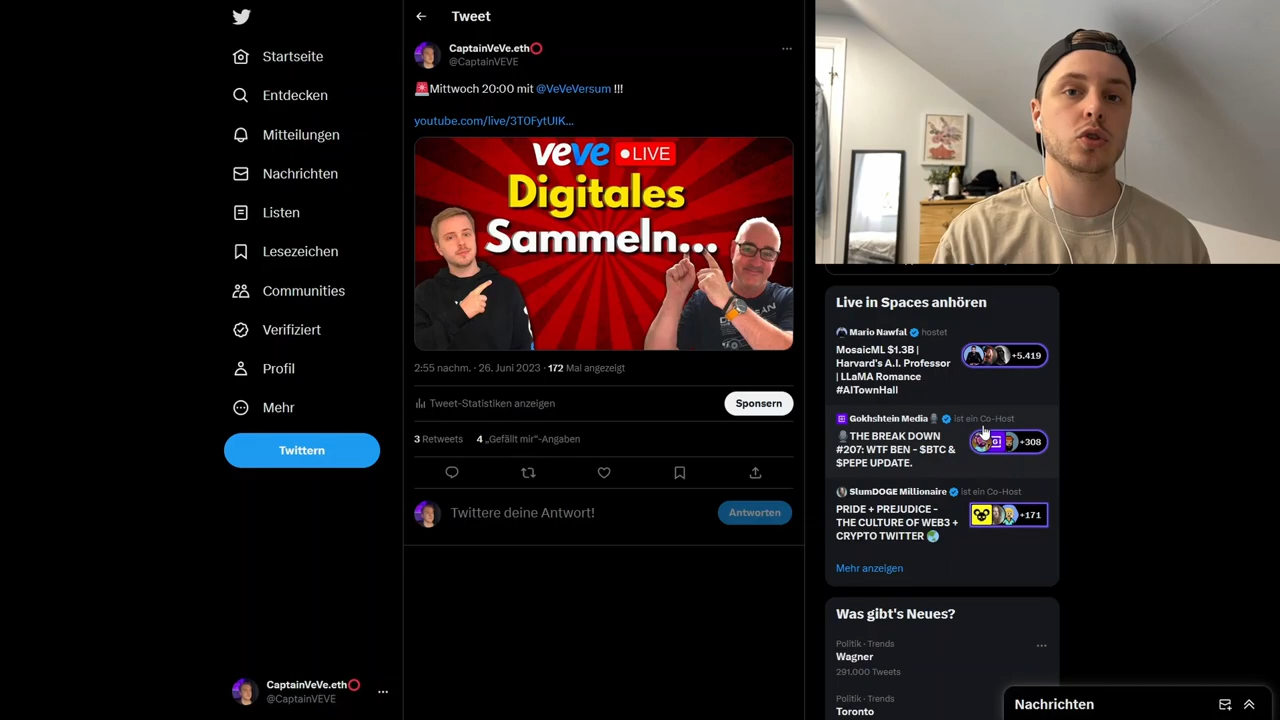 Startseite
Entdecken
Mitteilungen
Nachrichten
Listen
Lesezeichen
Communities
Verifiziert
Profil
Mehr
Twittern
CaptainVeVe.eth⭕
@CaptainVEVE
Tweet
CaptainVeVe.eth⭕
@CaptainVEVE
🚨Mittwoch 20:00 mit @VeVeVersum !!!
youtube.com/live/3T0FytUIK...
veve LIVE
Digitales
Sammeln...
2:55 nachm. · 26. Juni 2023 · 172 Mal angezeigt
Tweet-Statistiken anzeigen
Sponsern
3 Retweets 4 „Gefällt mir“-Angaben
Twittere deine Antwort!
Antworten
Live in Spaces anhören
Mario Nawfal hostet
MosaicML $1.3B |
Harvard's A.I. Professor
| LLaMA Romance
#AITownHall
+5.419
Gokhshtein Media🎙 ist ein Co-Host
🎙THE BREAK DOWN
#207: WTF BEN - $BTC &
$PEPE UPDATE.
+308
SlumDOGE Millionaire ist ein Co-Host
PRIDE + PREJUDICE -
THE CULTURE OF WEB3 +
CRYPTO TWITTER 🌏
+171
Mehr anzeigen
Was gibt's Neues?
Politik · Trends
Wagner
291,000 Tweets
Politik · Trends
Toronto
Nachrichten